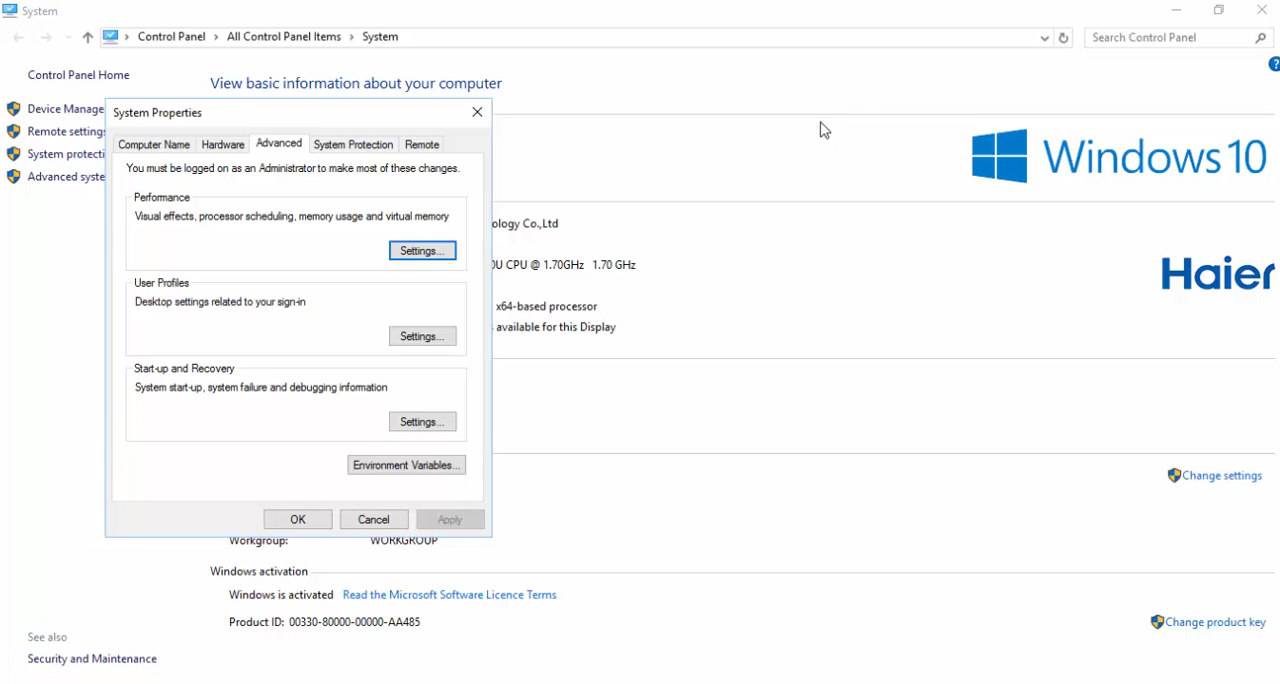 System
Control Panel > All Control Panel Items > System
Search Control Panel
Control Panel Home
View basic information about your computer
?
Device Manage
Remote settings
System protecti
Advanced syste
System Properties
Computer Name Hardware Advanced System Protection Remote
You must be logged on as an Administrator to make most of these changes.
Performance
Visual effects, processor scheduling, memory usage and virtual memory
Settings...
User Profiles
Desktop settings related to your sign-in
Settings...
Start-up and Recovery
System start-up, system failure and debugging information
Settings...
Environment Variables...
OK Cancel Apply
Windows 10
ology Co.,Ltd
0U CPU @ 1.70GHz 1.70 GHz
Haier
x64-based processor
available for this Display
Change settings
Workgroup: WORKGROUP
Windows activation
Windows is activated Read the Microsoft Software Licence Terms
Product ID: 00330-80000-00000-AA485
Change product key
See also
Security and Maintenance